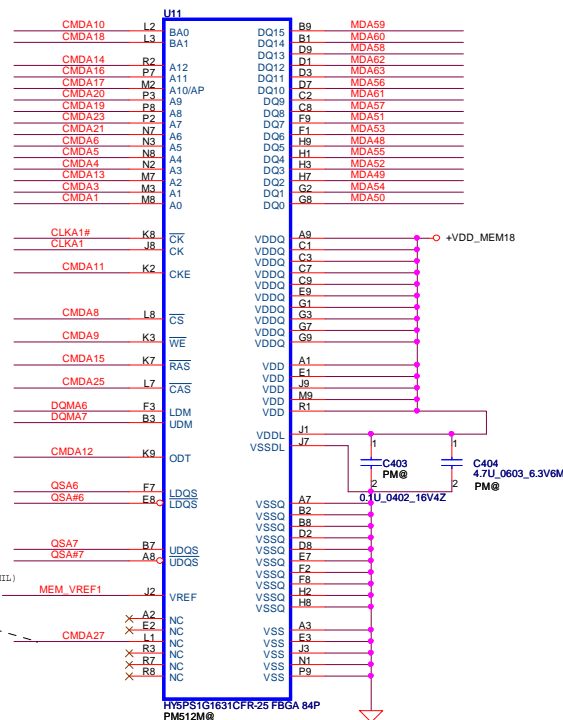 U11
CMDA10 L2 BA0 DQ15 B9 MDA59
CMDA18 L3 BA1 DQ14 B1 MDA60
DQ13 D9 MDA58
CMDA14 R2 A12 DQ12 D1 MDA62
CMDA16 P7 A11 DQ11 D3 MDA63
CMDA17 M2 A10/AP DQ10 D7 MDA56
CMDA20 P3 A9 DQ9 C2 MDA61
CMDA19 P8 A8 DQ8 C8 MDA57
CMDA23 P2 A7 DQ7 F9 MDA51
CMDA21 N7 A6 DQ6 F1 MDA53
CMDA6 N3 A5 DQ5 H9 MDA48
CMDA5 N8 A4 DQ4 H1 MDA55
CMDA4 N2 A3 DQ3 H3 MDA52
CMDA13 M7 A2 DQ2 H7 MDA49
CMDA3 M3 A1 DQ1 G2 MDA54
CMDA1 M8 A0 DQ0 G8 MDA50
CLKA1# K8 CK VDDQ A9 +VDD_MEM18
CLKA1 J8 CK VDDQ C1
VDDQ C3
CMDA11 K2 CKE VDDQ C7
VDDQ C9
VDDQ E9
VDDQ G1
CMDA8 L8 CS VDDQ G3
VDDQ G7
CMDA9 K3 WE VDDQ G9
CMDA15 K7 RAS VDD A1
VDD E1
CMDA25 L7 CAS VDD J9
VDD M9
DQMA6 F3 LDM VDD R1
DQMA7 B3 UDM
VDDL J1
CMDA12 K9 ODT VSSDL J7
1 1
C403 C404
PM@ 4.7U_0603_6.3V6M
2 2 PM@
0.1U_0402_16V4Z
QSA6 F7 LDQS
QSA#6 E8 LDQS VSSQ A7
VSSQ B2
VSSQ B8
VSSQ D2
QSA7 B7 UDQS VSSQ D8
QSA#7 A8 UDQS VSSQ E7
VSSQ F2
VSSQ F8
MEM_VREF1 J2 VREF VSSQ H2
VSSQ H8
A2 NC
E2 NC VSS A3
CMDA27 L1 NC VSS E3
R3 NC VSS J3
R7 NC VSS N1
R8 NC VSS P9
HY5PS1G1631CFR-25 FBGA 84P
PM512M@